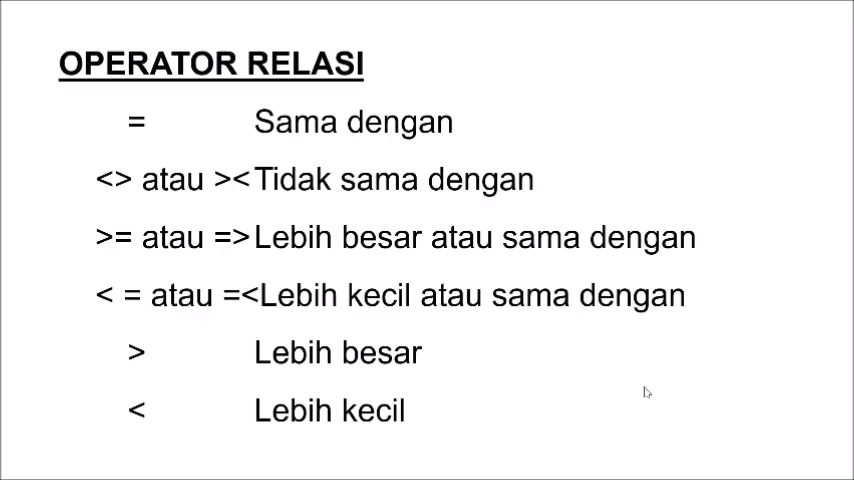 OPERATOR RELASI
= Sama dengan
<> atau >< Tidak sama dengan
>= atau => Lebih besar atau sama dengan
< = atau =< Lebih kecil atau sama dengan
> Lebih besar
< Lebih kecil